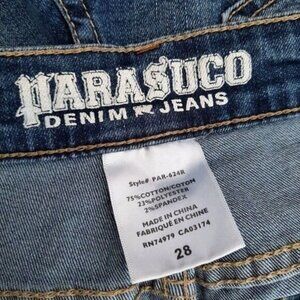 PARASUCO
DENIM JEANS
Style# PAR-624R
75%COTTON/COTON
23%POLYESTER
2%SPANDEX
MADE IN CHINA
FABRIQUÉ EN CHINE
RN74979 CA03174
28